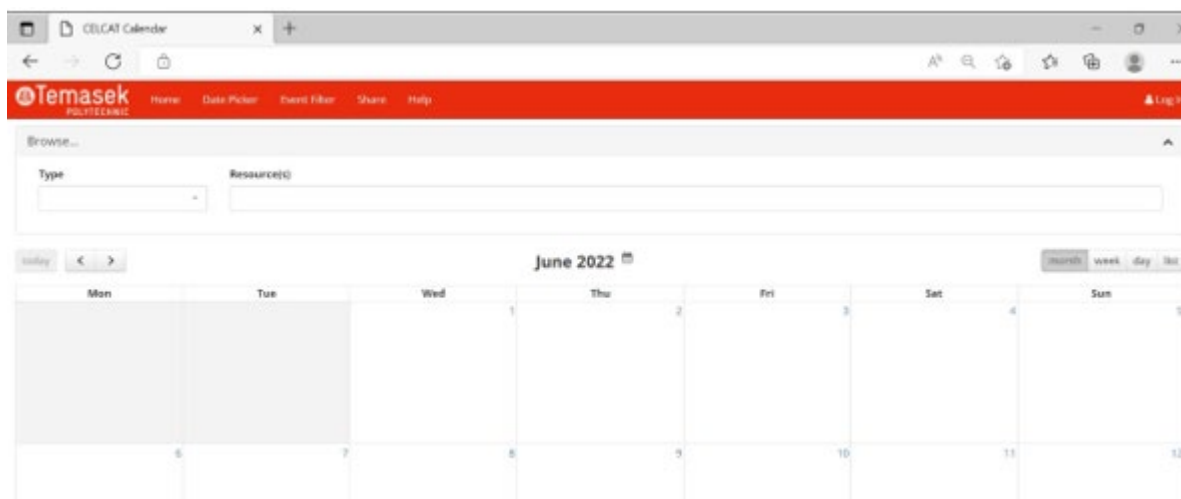 CELCAT Calendar
Temasek
POLYTECHNIC
Home Date Picker Event Filter Share Help
Browse...
Type Resource(s)
today < > June 2022 month week day list
Mon Tue Wed Thu Fri Sat Sun
1 2 3 4 5
6 7 8 9 10 11 12